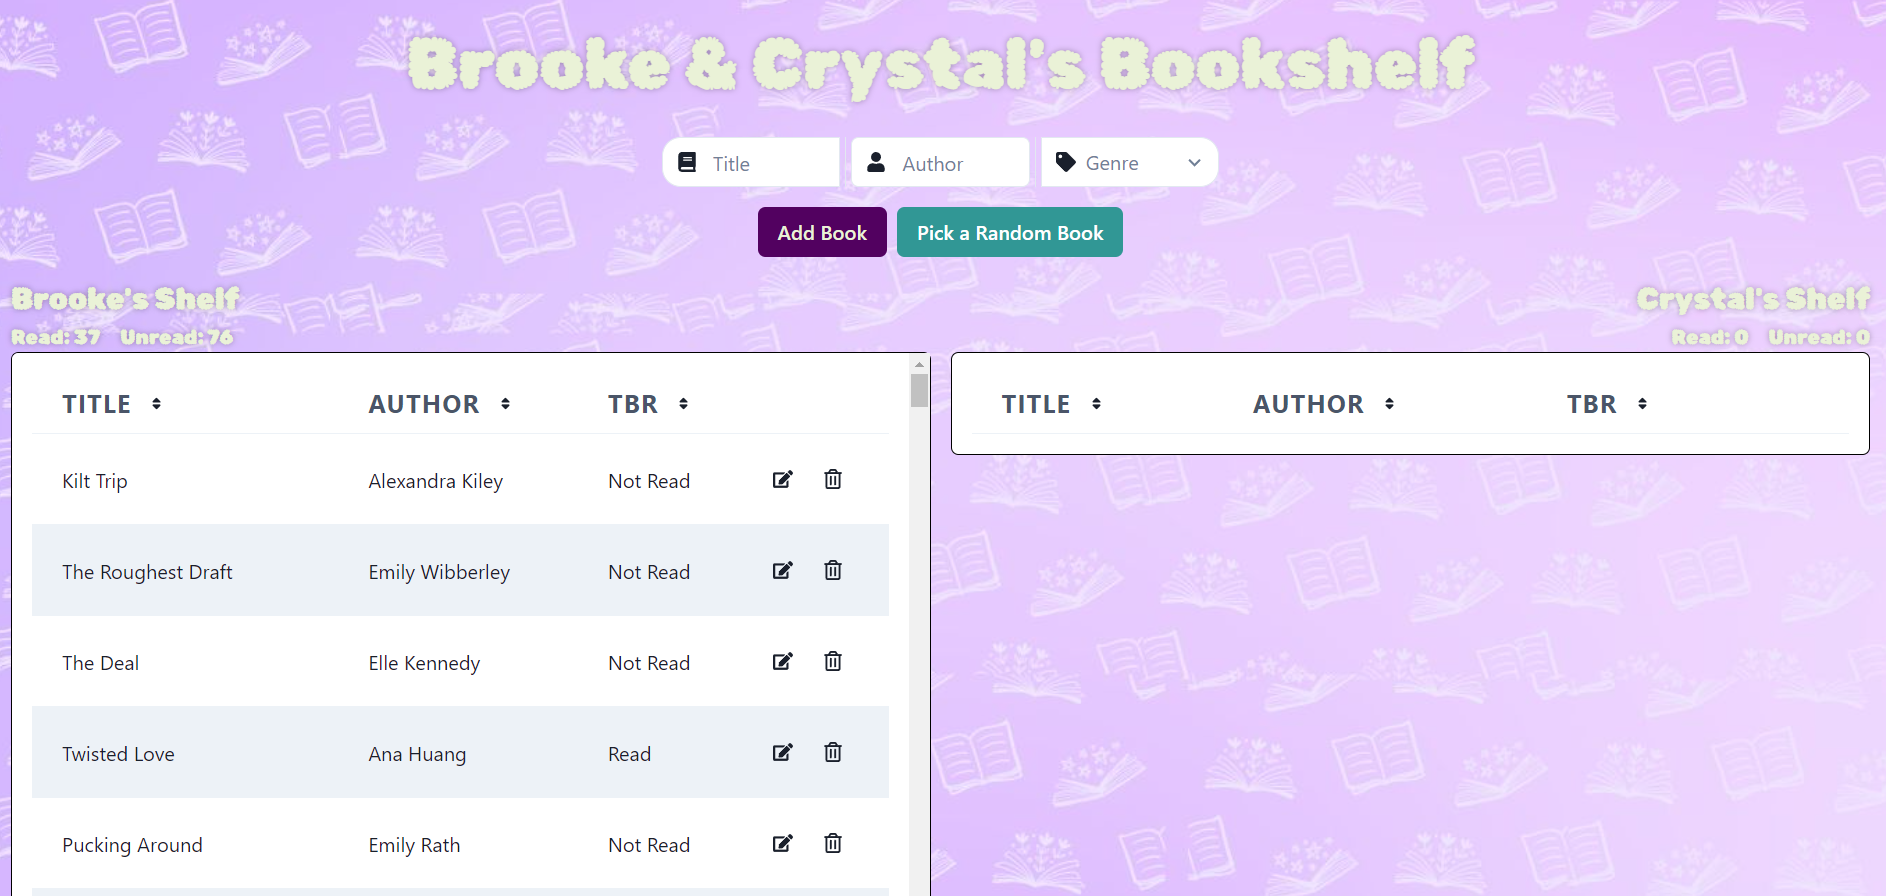 Brooke & Crystal's Bookshelf
Title Author Genre
Add Book Pick a Random Book
Brooke's Shelf
Read: 37 Unread: 76
TITLE AUTHOR TBR
Kilt Trip Alexandra Kiley Not Read
The Roughest Draft Emily Wibberley Not Read
The Deal Elle Kennedy Not Read
Twisted Love Ana Huang Read
Pucking Around Emily Rath Not Read
Crystal's Shelf
Read: 0 Unread: 0
TITLE AUTHOR TBR